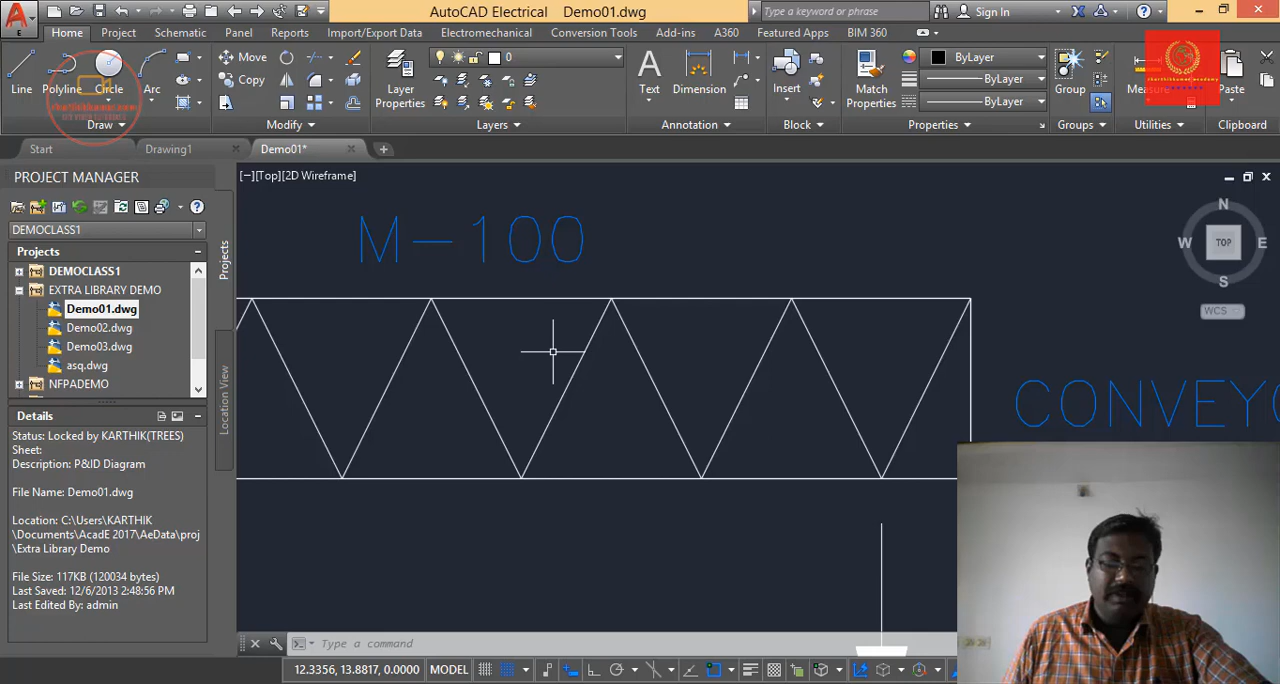 AutoCAD Electrical Demo01.dwg
Type a keyword or phrase
Sign In
E
Home
Project
Schematic
Panel
Reports
Import/Export Data
Electromechanical
Conversion Tools
Add-ins
A360
Featured Apps
BIM 360
Line
Polyline
Circle
Arc
Move
Copy
Layer
Properties
0
Text
Dimension
Insert
Match
Properties
ByLayer
ByLayer
ByLayer
Group
Measure
Paste
Draw
Modify
Layers
Annotation
Block
Properties
Groups
Utilities
Clipboard
Start
Drawing1
Demo01*
PROJECT MANAGER
[−][Top][2D Wireframe]
DEMOCLASS1
Projects
DEMOCLASS1
EXTRA LIBRARY DEMO
Demo01.dwg
Demo02.dwg
Demo03.dwg
asq.dwg
NFPADEMO
Projects
Location View
Details
Status: Locked by KARTHIK(TREES)
Sheet:
Description: P&ID Diagram
File Name: Demo01.dwg
Location: C:\Users\KARTHIK
\Documents\AcadE 2017\AeData\proj
\Extra Library Demo
File Size: 117KB (120034 bytes)
Last Saved: 12/6/2013 2:48:56 PM
Last Edited By: admin
M-100
CONVEYO
N
W
TOP
E
S
WCS
Type a command
12.3356, 13.8817, 0.0000
MODEL